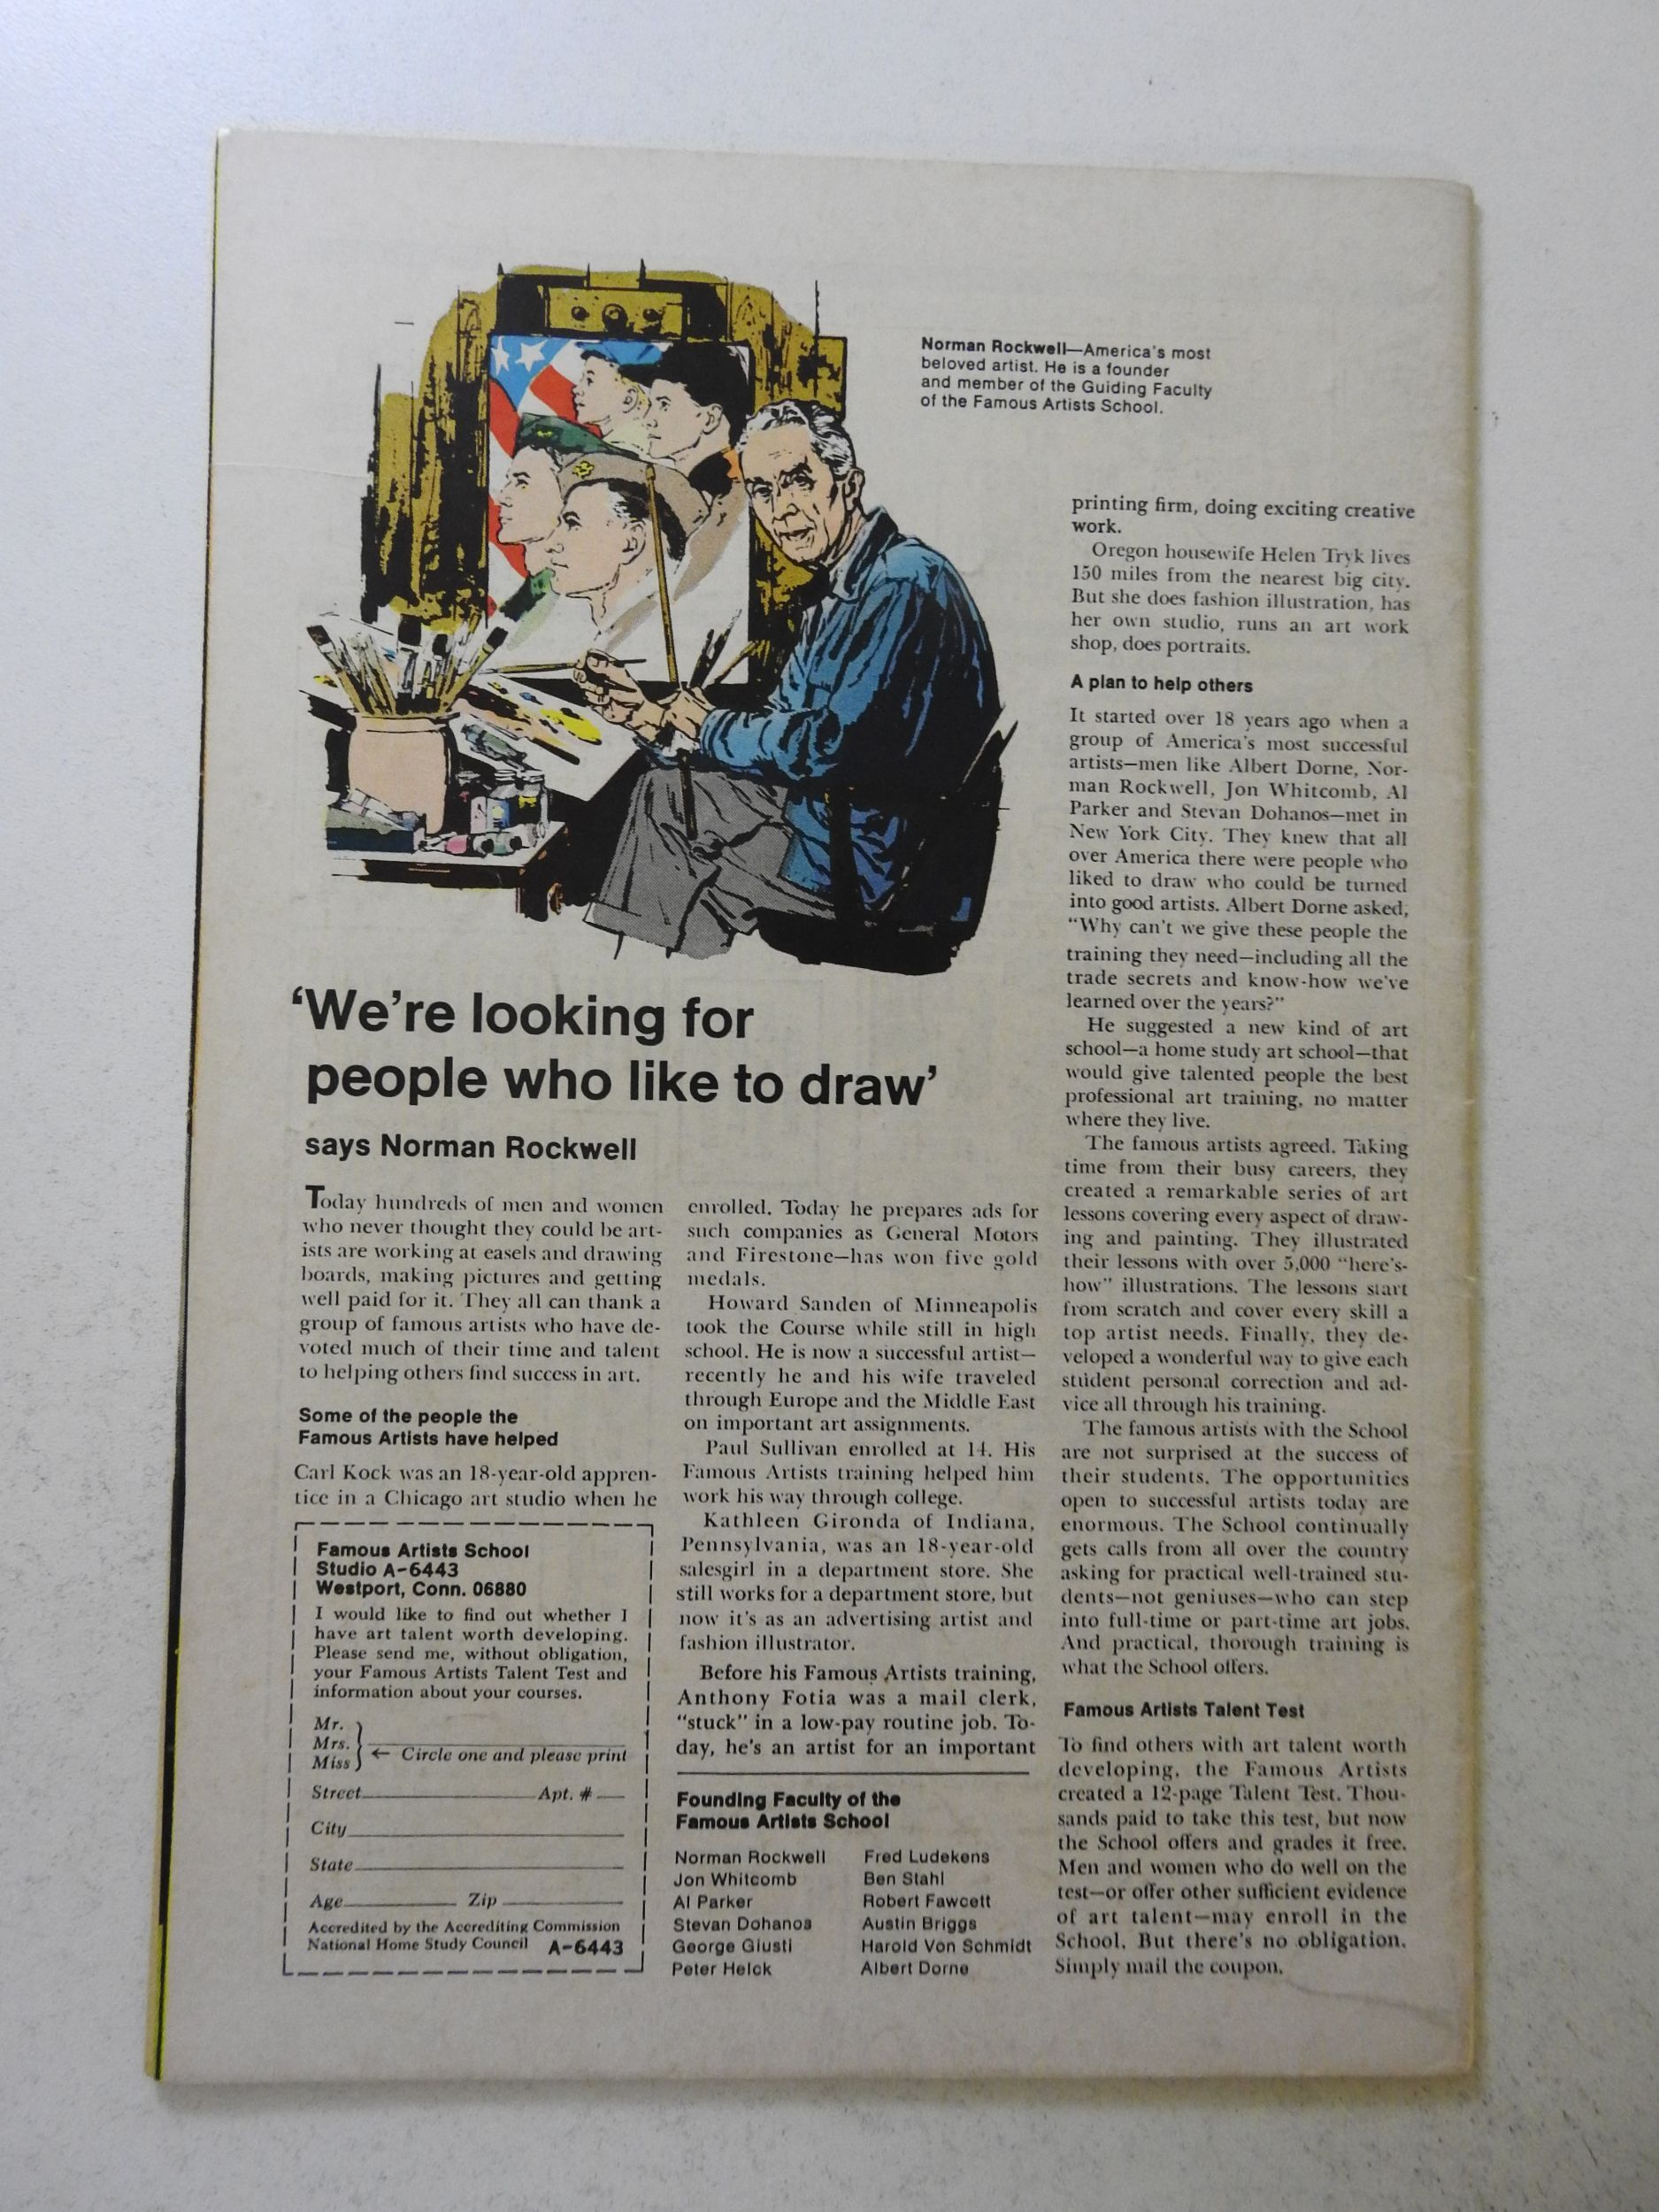 Norman Rockwell—America's most
beloved artist. He is a founder
and member of the Guiding Faculty
of the Famous Artists School.
'We're looking for
people who like to draw'
says Norman Rockwell
Today hundreds of men and women
who never thought they could be art-
ists are working at easels and drawing
boards, making pictures and getting
well paid for it. They all can thank a
group of famous artists who have de-
voted much of their time and talent
to helping others find success in art.
Some of the people the
Famous Artists have helped
Carl Kock was an 18-year-old appren-
tice in a Chicago art studio when he
enrolled. Today he prepares ads for
such companies as General Motors
and Firestone—has won five gold
medals.
Howard Sanden of Minneapolis
took the Course while still in high
school. He is now a successful artist—
recently he and his wife traveled
through Europe and the Middle East
on important art assignments.
Paul Sullivan enrolled at 14. His
Famous Artists training helped him
work his way through college.
Kathleen Gironda of Indiana,
Pennsylvania, was an 18-year-old
salesgirl in a department store. She
still works for a department store, but
now it's as an advertising artist and
fashion illustrator.
Before his Famous Artists training,
Anthony Fotia was a mail clerk,
"stuck" in a low-pay routine job. To-
day, he's an artist for an important
printing firm, doing exciting creative
work.
Oregon housewife Helen Tryk lives
150 miles from the nearest big city.
But she does fashion illustration, has
her own studio, runs an art work
shop, does portraits.
A plan to help others
It started over 18 years ago when a
group of America's most successful
artists—men like Albert Dorne, Nor-
man Rockwell, Jon Whitcomb, Al
Parker and Stevan Dohanos—met in
New York City. They knew that all
over America there were people who
liked to draw who could be turned
into good artists. Albert Dorne asked,
"Why can't we give these people the
training they need—including all the
trade secrets and know-how we've
learned over the years?"
He suggested a new kind of art
school—a home study art school—that
would give talented people the best
professional art training, no matter
where they live.
The famous artists agreed. Taking
time from their busy careers, they
created a remarkable series of art
lessons covering every aspect of draw-
ing and painting. They illustrated
their lessons with over 5,000 "here's-
how" illustrations. The lessons start
from scratch and cover every skill a
top artist needs. Finally, they de-
veloped a wonderful way to give each
student personal correction and ad-
vice all through his training.
The famous artists with the School
are not surprised at the success of
their students. The opportunities
open to successful artists today are
enormous. The School continually
gets calls from all over the country
asking for practical well-trained stu-
dents—not geniuses—who can step
into full-time or part-time art jobs.
And practical, thorough training is
what the School offers.
Famous Artists Talent Test
To find others with art talent worth
developing, the Famous Artists
created a 12-page Talent Test. Thou-
sands paid to take this test, but now
the School offers and grades it free.
Men and women who do well on the
test—or offer other sufficient evidence
of art talent—may enroll in the
School. But there's no obligation.
Simply mail the coupon.
Famous Artists School
Studio A-6443
Westport, Conn. 06880
I would like to find out whether I
have art talent worth developing.
Please send me, without obligation,
your Famous Artists Talent Test and
information about your courses.
Mr.
Mrs.
Miss ← Circle one and please print
Street Apt. #
City
State
Age Zip
Accredited by the Accrediting Commission
National Home Study Council A-6443
Founding Faculty of the
Famous Artists School
Norman Rockwell
Jon Whitcomb
Al Parker
Stevan Dohanos
George Giusti
Peter Helck
Fred Ludekens
Ben Stahl
Robert Fawcett
Austin Briggs
Harold Von Schmidt
Albert Dorne